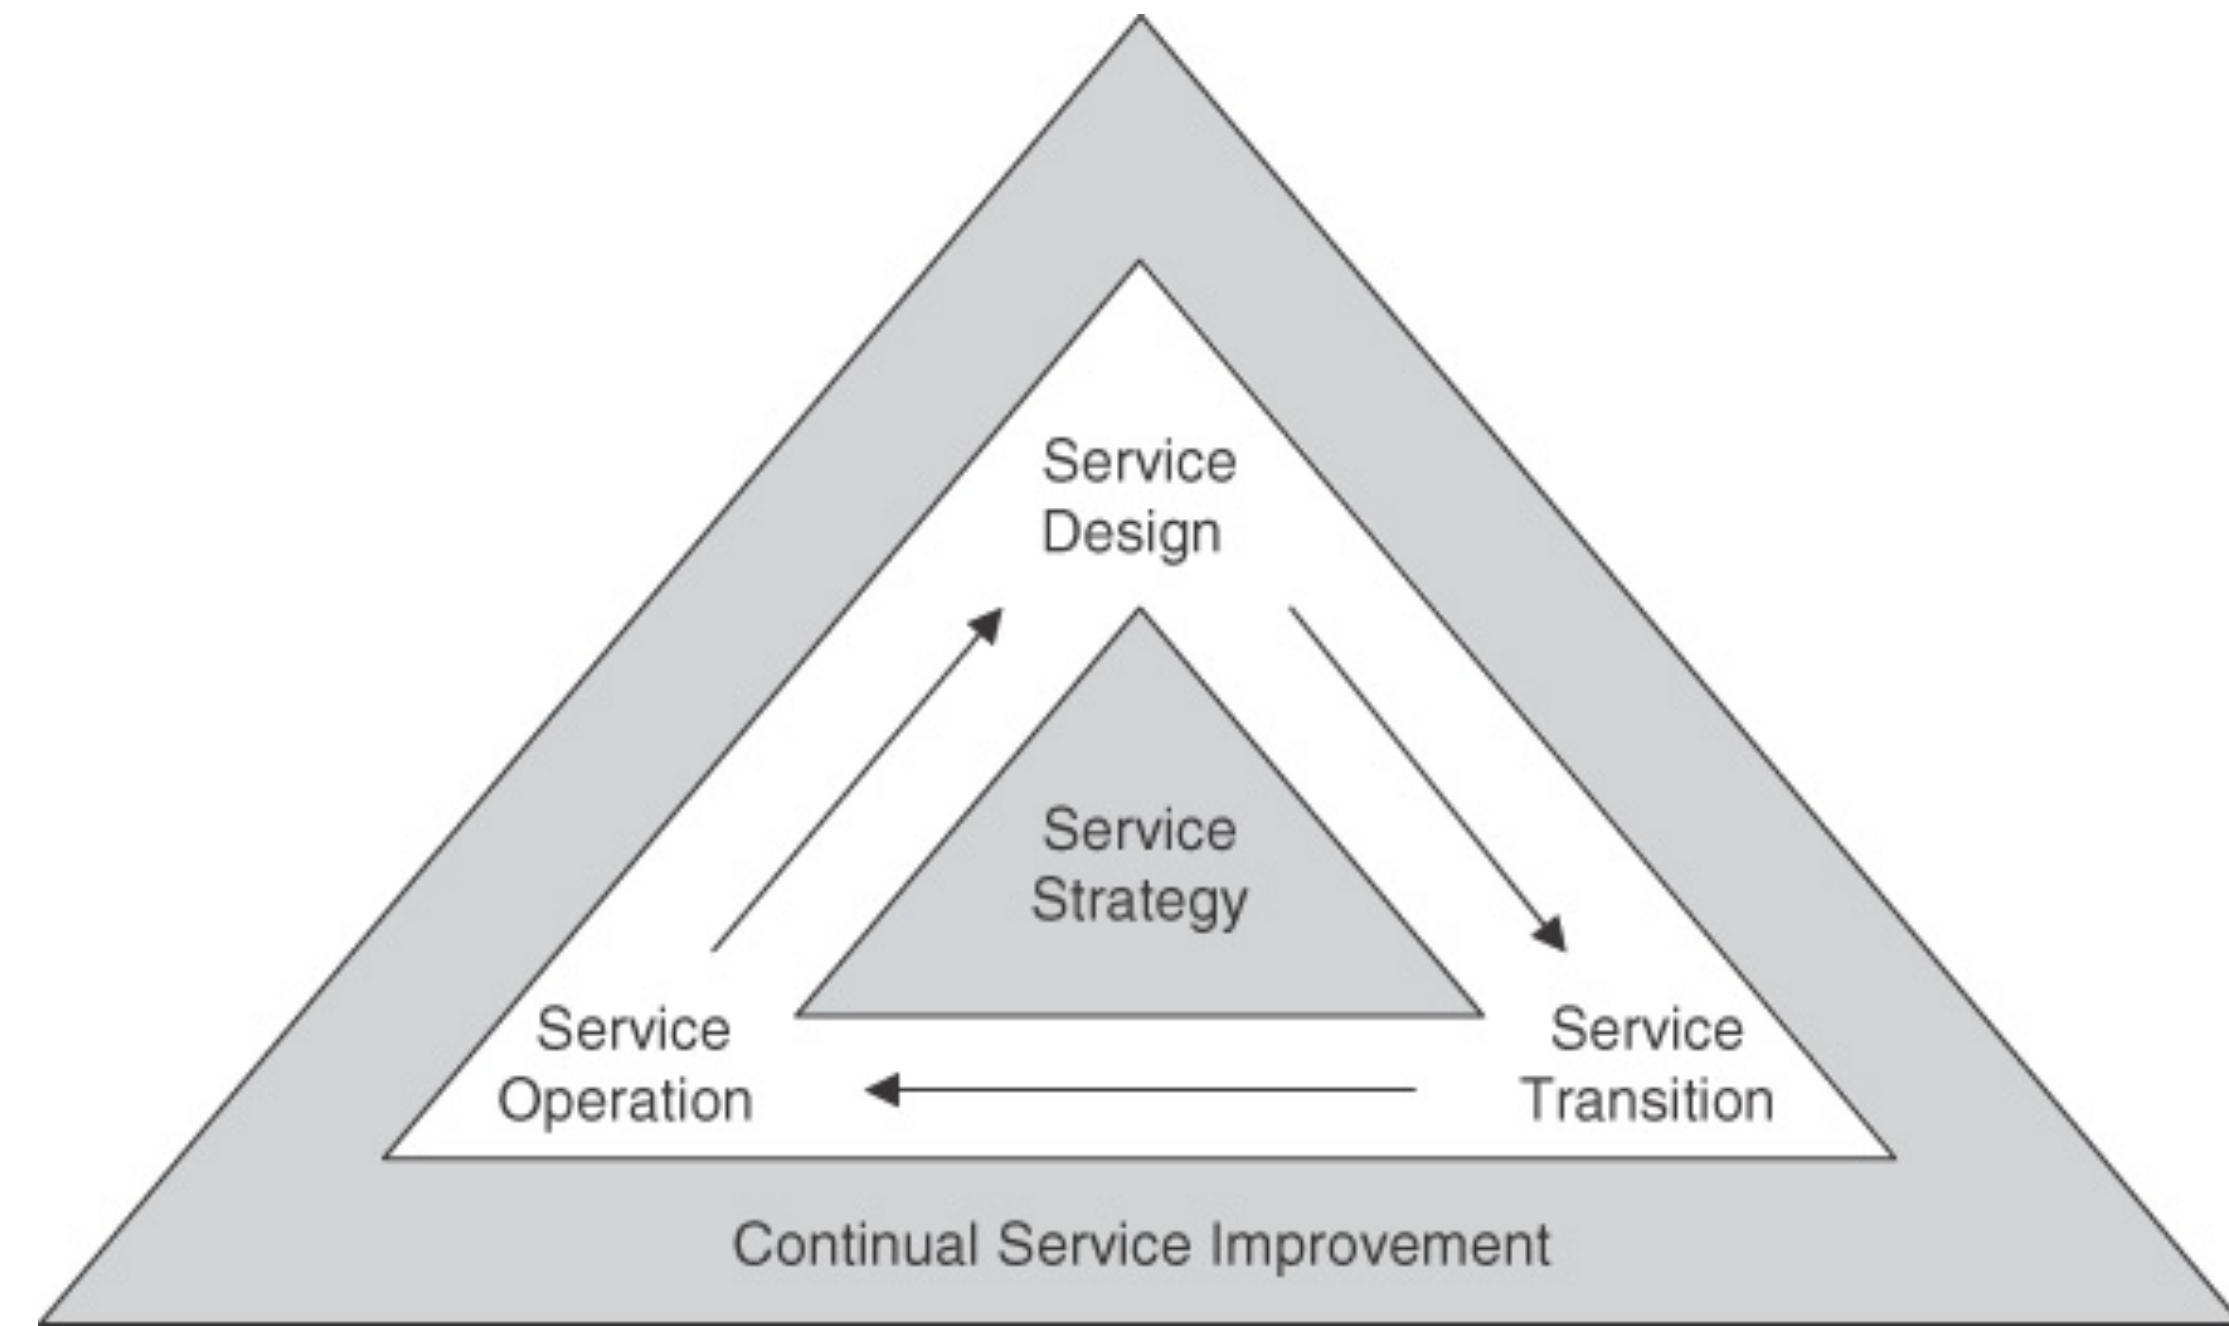 Service
Design
Service
Strategy
Service
Operation
Service
Transition
Continual Service Improvement